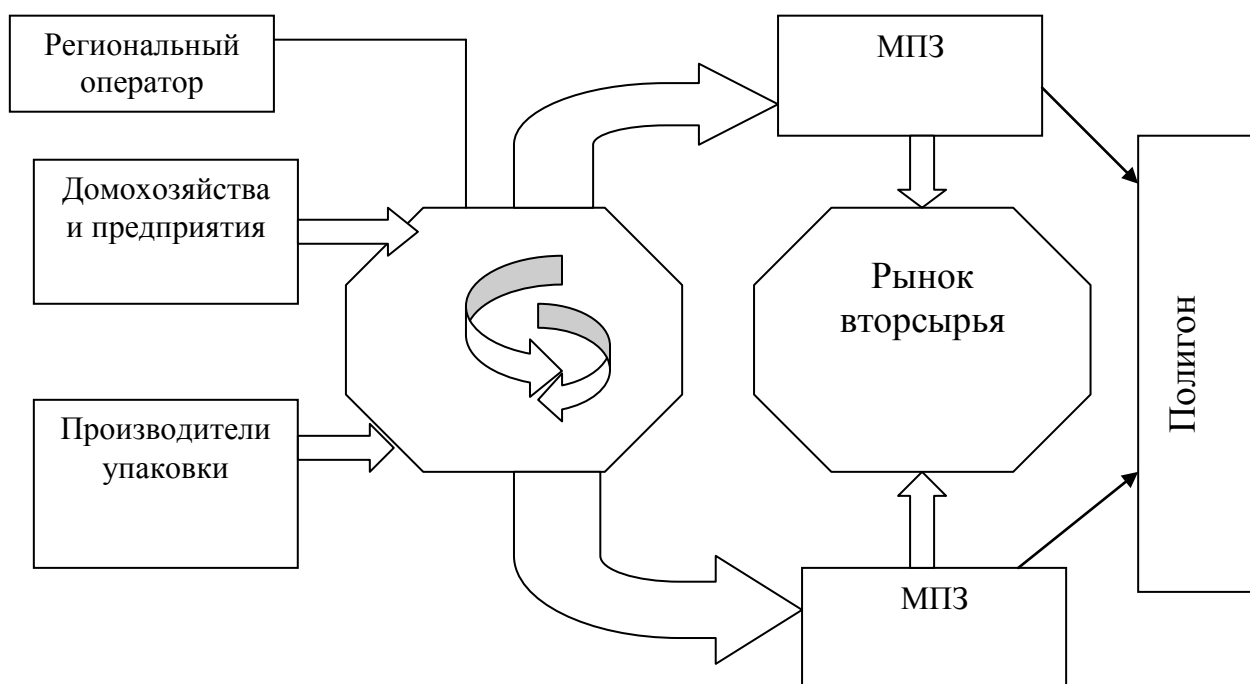 Региональный
оператор
МПЗ
Домохозяйства
и предприятия
Рынок
вторсырья
Полигон
Производители
упаковки
МПЗ